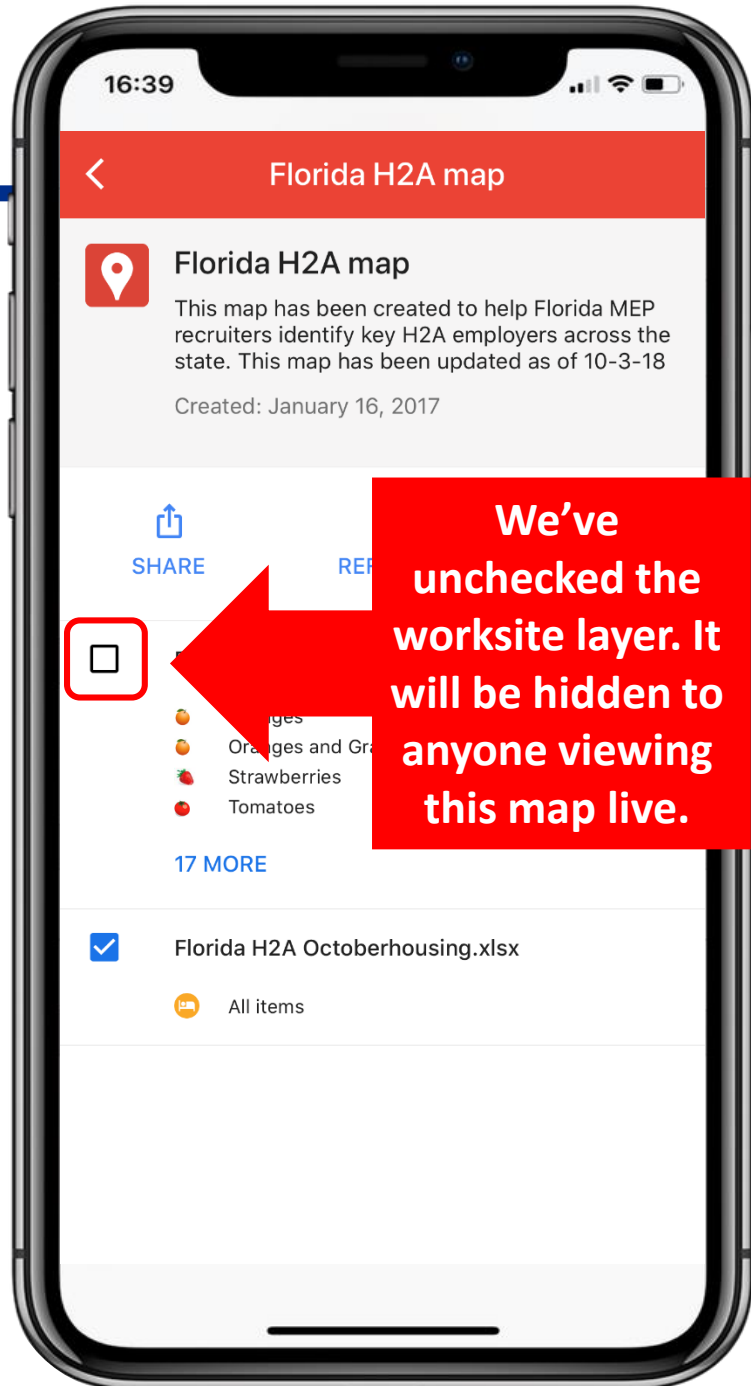 16:39
Florida H2A map
Florida H2A map
This map has been created to help Florida MEP
recruiters identify key H2A employers across the
state. This map has been updated as of 10-3-18
Created: January 16, 2017
SHARE
We’ve
unchecked the
worksite layer. It
will be hidden to
anyone viewing
this map live.
Strawberries
Tomatoes
17 MORE
Florida H2A Octoberhousing.xlsx
All items